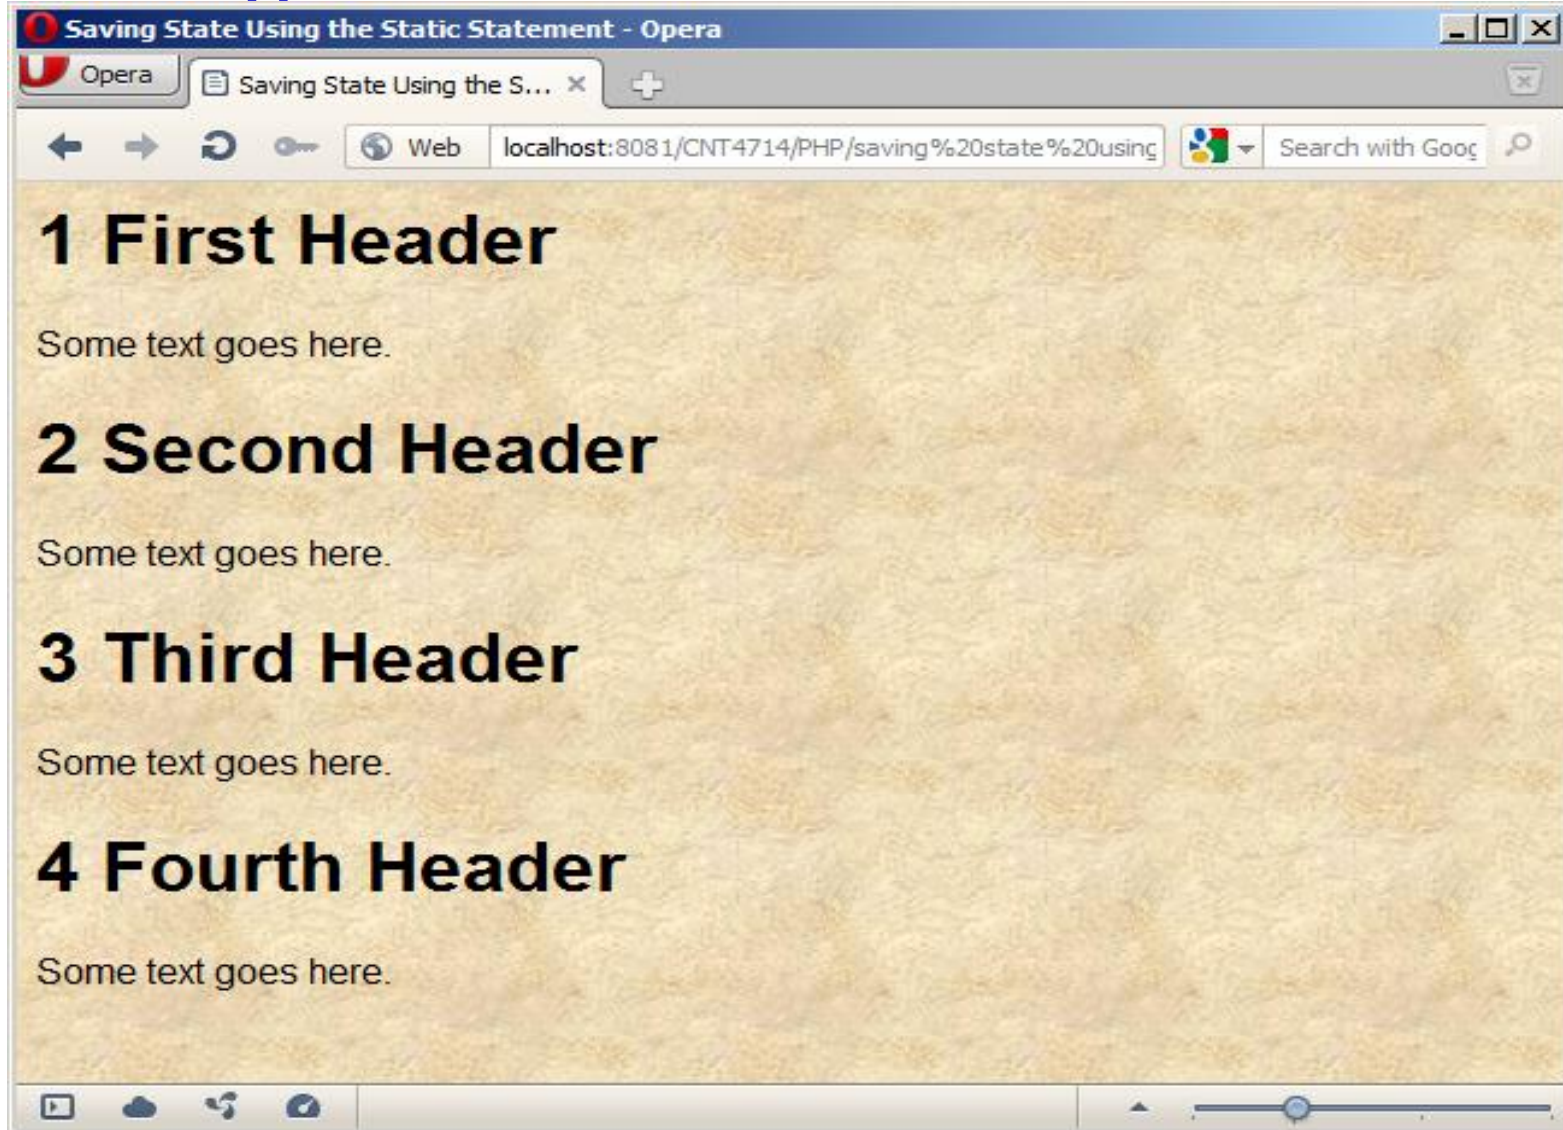 Saving State Using the Static Statement - Opera
Opera
Saving State Using the S...
Web
localhost:8081/CNT4714/PHP/saving%20state%20using
Search with Goog
1 First Header
Some text goes here.
2 Second Header
Some text goes here.
3 Third Header
Some text goes here.
4 Fourth Header
Some text goes here.